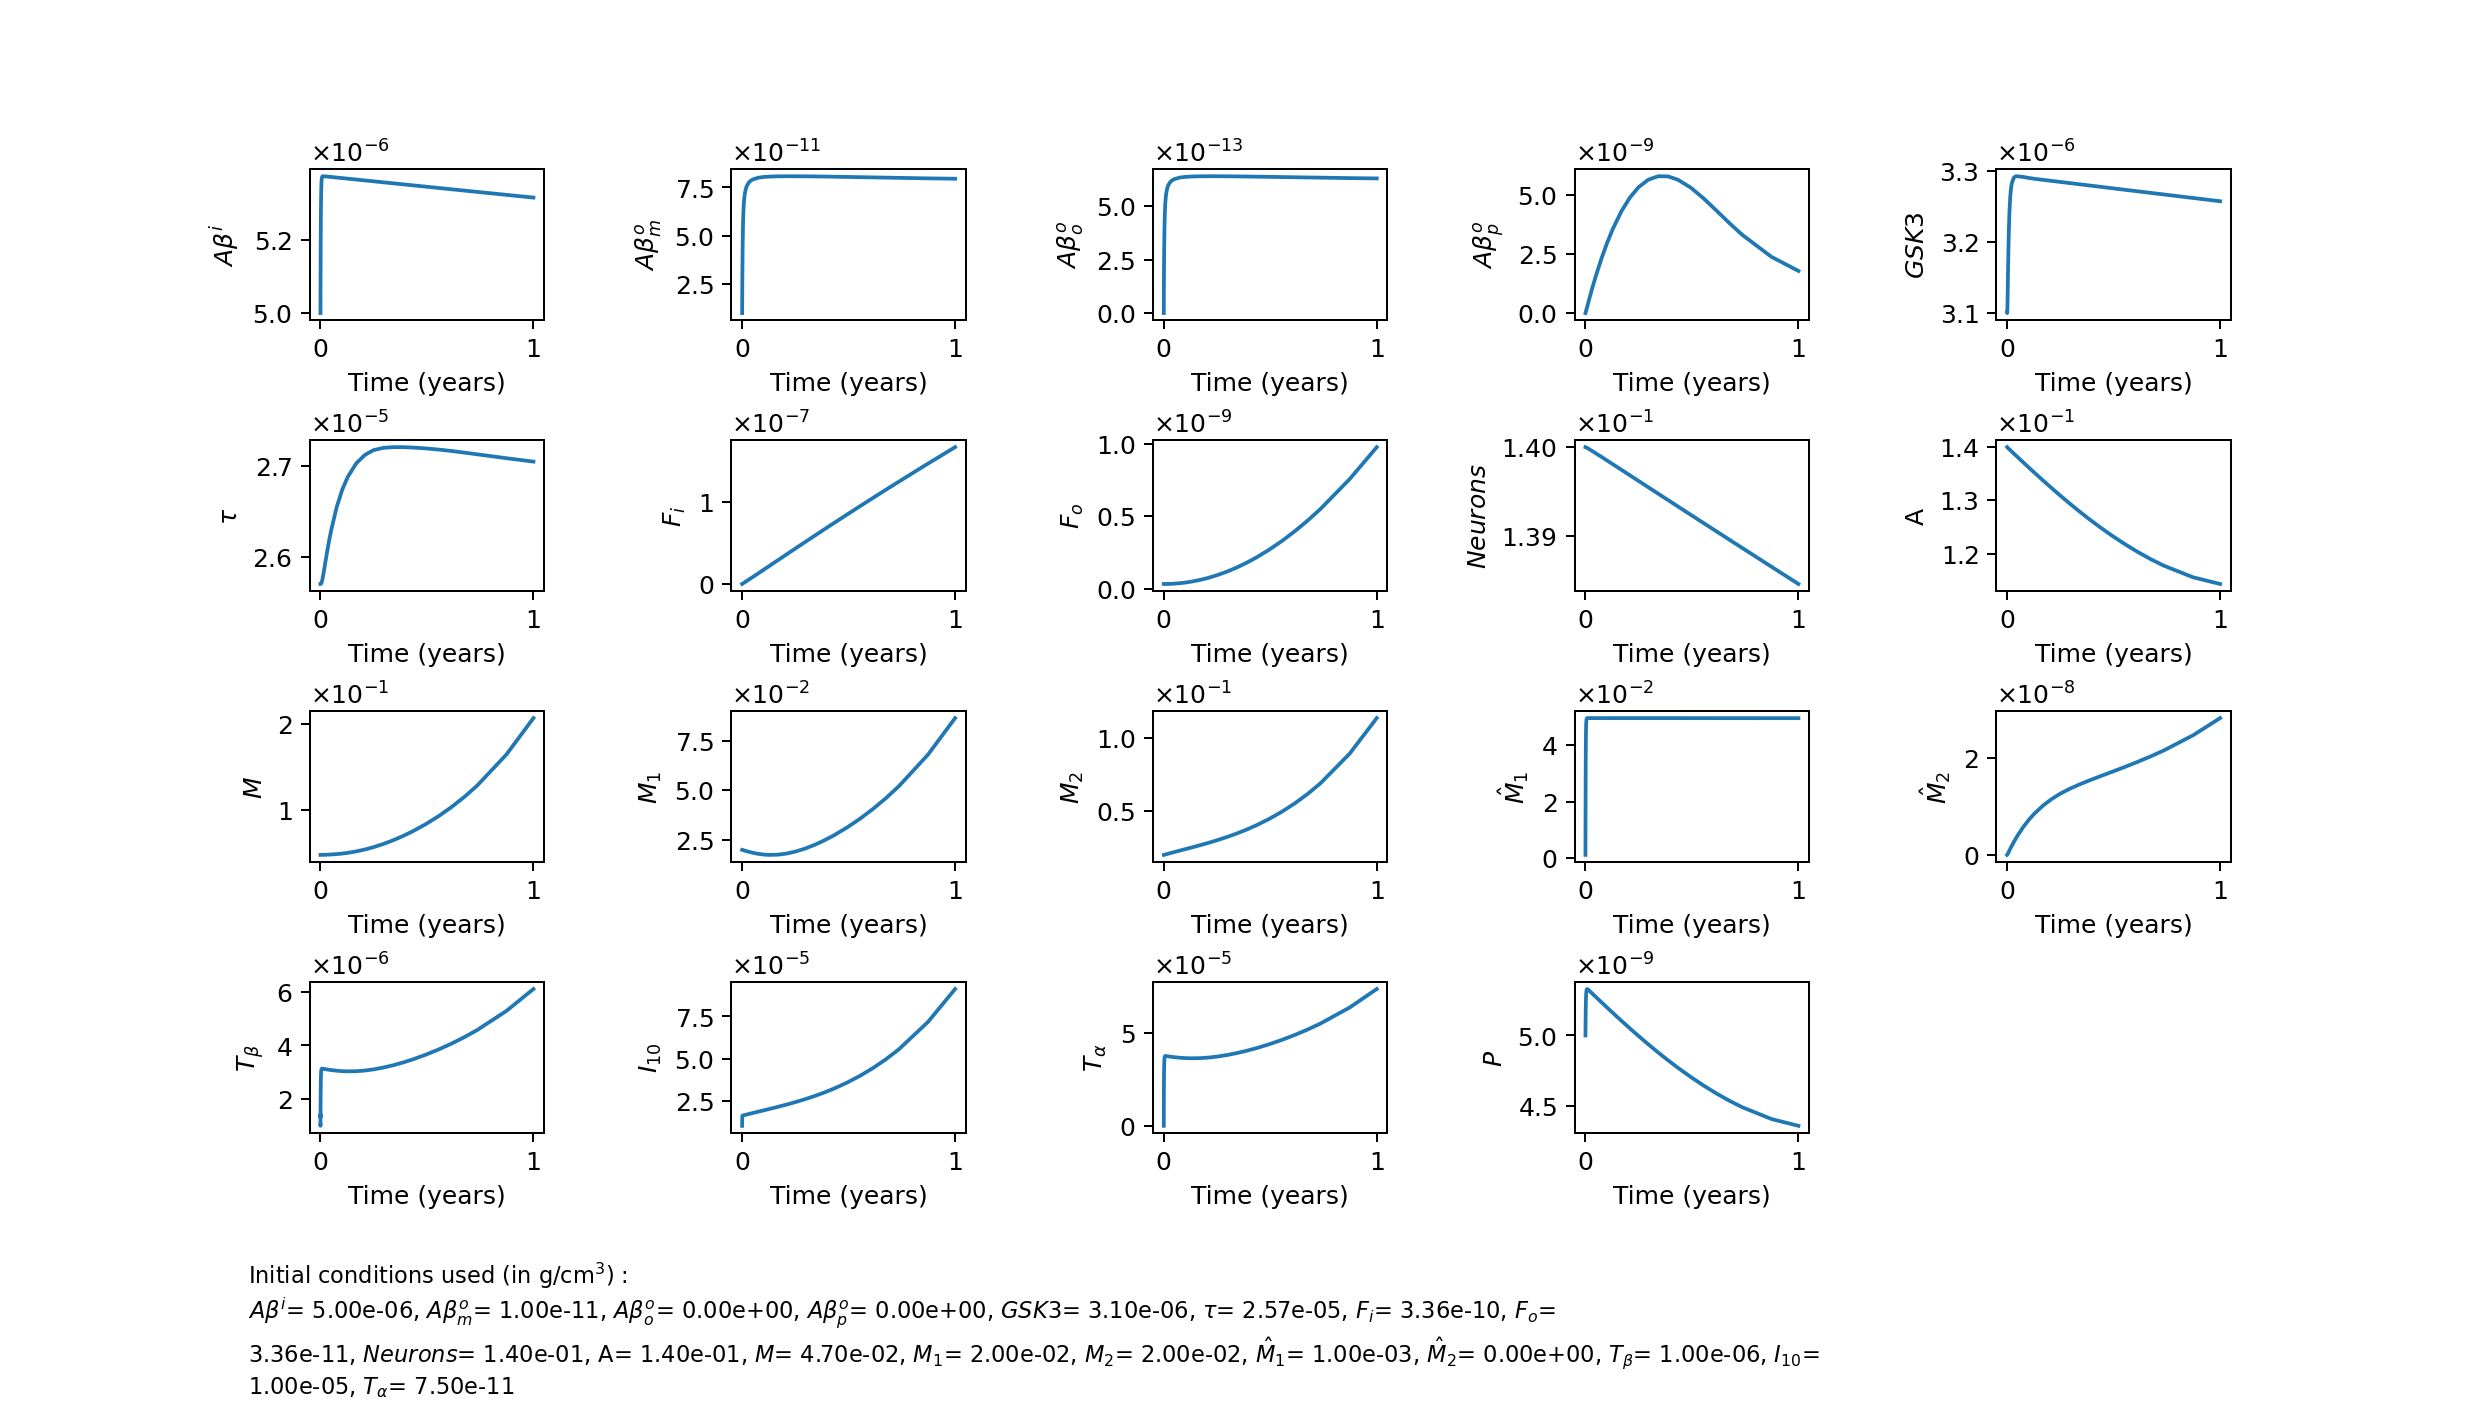 ×10⁻⁶ ×10⁻¹¹ ×10⁻¹³ ×10⁻⁹ ×10⁻⁶
Aβⁱ 5.2 5.0 0 1 Time (years)
Aβₘᵒ 7.5 5.0 2.5 0 1 Time (years)
Aβₒᵒ 5.0 2.5 0.0 0 1 Time (years)
Aβₚᵒ 5.0 2.5 0.0 0 1 Time (years)
GSK3 3.3 3.2 3.1 0 1 Time (years)
×10⁻⁵ ×10⁻⁷ ×10⁻⁹ ×10⁻¹ ×10⁻¹
τ 2.7 2.6 0 1 Time (years)
Fᵢ 1 0 0 1 Time (years)
Fₒ 1.0 0.5 0.0 0 1 Time (years)
Neurons 1.40 1.39 0 1 Time (years)
A 1.4 1.3 1.2 0 1 Time (years)
×10⁻¹ ×10⁻² ×10⁻¹ ×10⁻² ×10⁻⁸
M 2 1 0 1 Time (years)
M₁ 7.5 5.0 2.5 0 1 Time (years)
M₂ 1.0 0.5 0 1 Time (years)
M̂₁ 4 2 0 0 1 Time (years)
M̂₂ 2 0 0 1 Time (years)
×10⁻⁶ ×10⁻⁵ ×10⁻⁵ ×10⁻⁹
Tᵦ 6 4 2 0 1 Time (years)
I₁₀ 7.5 5.0 2.5 0 1 Time (years)
T_α 5 0 0 1 Time (years)
P 5.0 4.5 0 1 Time (years)
Initial conditions used (in g/cm³) :
Aβⁱ= 5.00e-06, Aβₘᵒ= 1.00e-11, Aβₒᵒ= 0.00e+00, Aβₚᵒ= 0.00e+00, GSK3= 3.10e-06, τ= 2.57e-05, Fᵢ= 3.36e-10, Fₒ=
3.36e-11, Neurons= 1.40e-01, A= 1.40e-01, M= 4.70e-02, M₁= 2.00e-02, M₂= 2.00e-02, M̂₁= 1.00e-03, M̂₂= 0.00e+00, Tᵦ= 1.00e-06, I₁₀=
1.00e-05, T_α= 7.50e-11